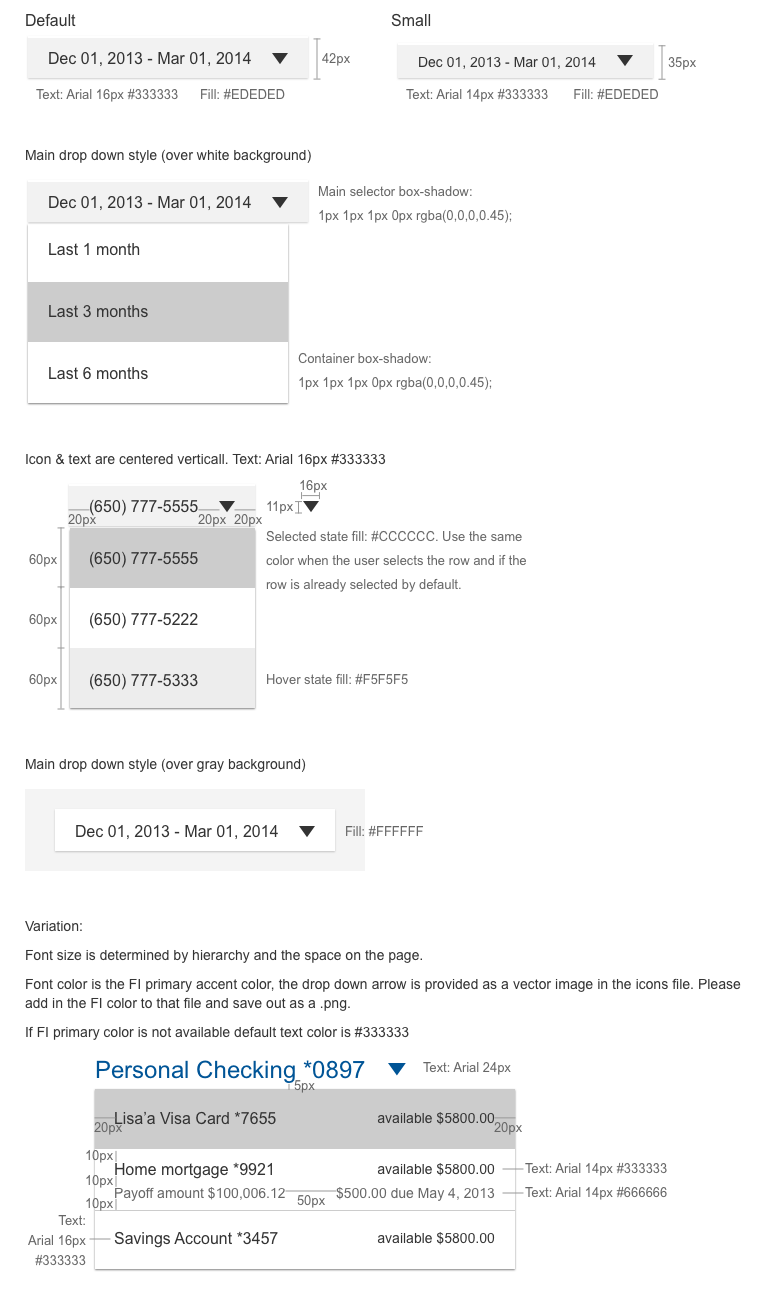 Default
Small
Dec 01, 2013 - Mar 01, 2014
42px
Dec 01, 2013 - Mar 01, 2014
35px
Text: Arial 16px #333333
Fill: #EDEDED
Text: Arial 14px #333333
Fill: #EDEDED
Main drop down style (over white background)
Dec 01, 2013 - Mar 01, 2014
Main selector box-shadow:
1px 1px 1px 0px rgba(0,0,0,0.45);
Last 1 month
Last 3 months
Last 6 months
Container box-shadow:
1px 1px 1px 0px rgba(0,0,0,0.45);
Icon & text are centered verticall. Text: Arial 16px #333333
16px
(650) 777-5555
11px
20px
20px
20px
Selected state fill: #CCCCCC. Use the same
color when the user selects the row and if the
row is already selected by default.
60px
(650) 777-5555
60px
(650) 777-5222
60px
(650) 777-5333
Hover state fill: #F5F5F5
Main drop down style (over gray background)
Dec 01, 2013 - Mar 01, 2014
Fill: #FFFFFF
Variation:
Font size is determined by hierarchy and the space on the page.
Font color is the FI primary accent color, the drop down arrow is provided as a vector image in the icons file. Please
add in the FI color to that file and save out as a .png.
If FI primary color is not available default text color is #333333
Personal Checking *0897
Text: Arial 24px
5px
Lisa'a Visa Card *7655
available $5800.00
20px
20px
10px
Home mortgage *9921
available $5800.00
Text: Arial 14px #333333
10px
Payoff amount $100,006.12
50px
$500.00 due May 4, 2013
Text: Arial 14px #666666
10px
Text:
Arial 16px
#333333
Savings Account *3457
available $5800.00